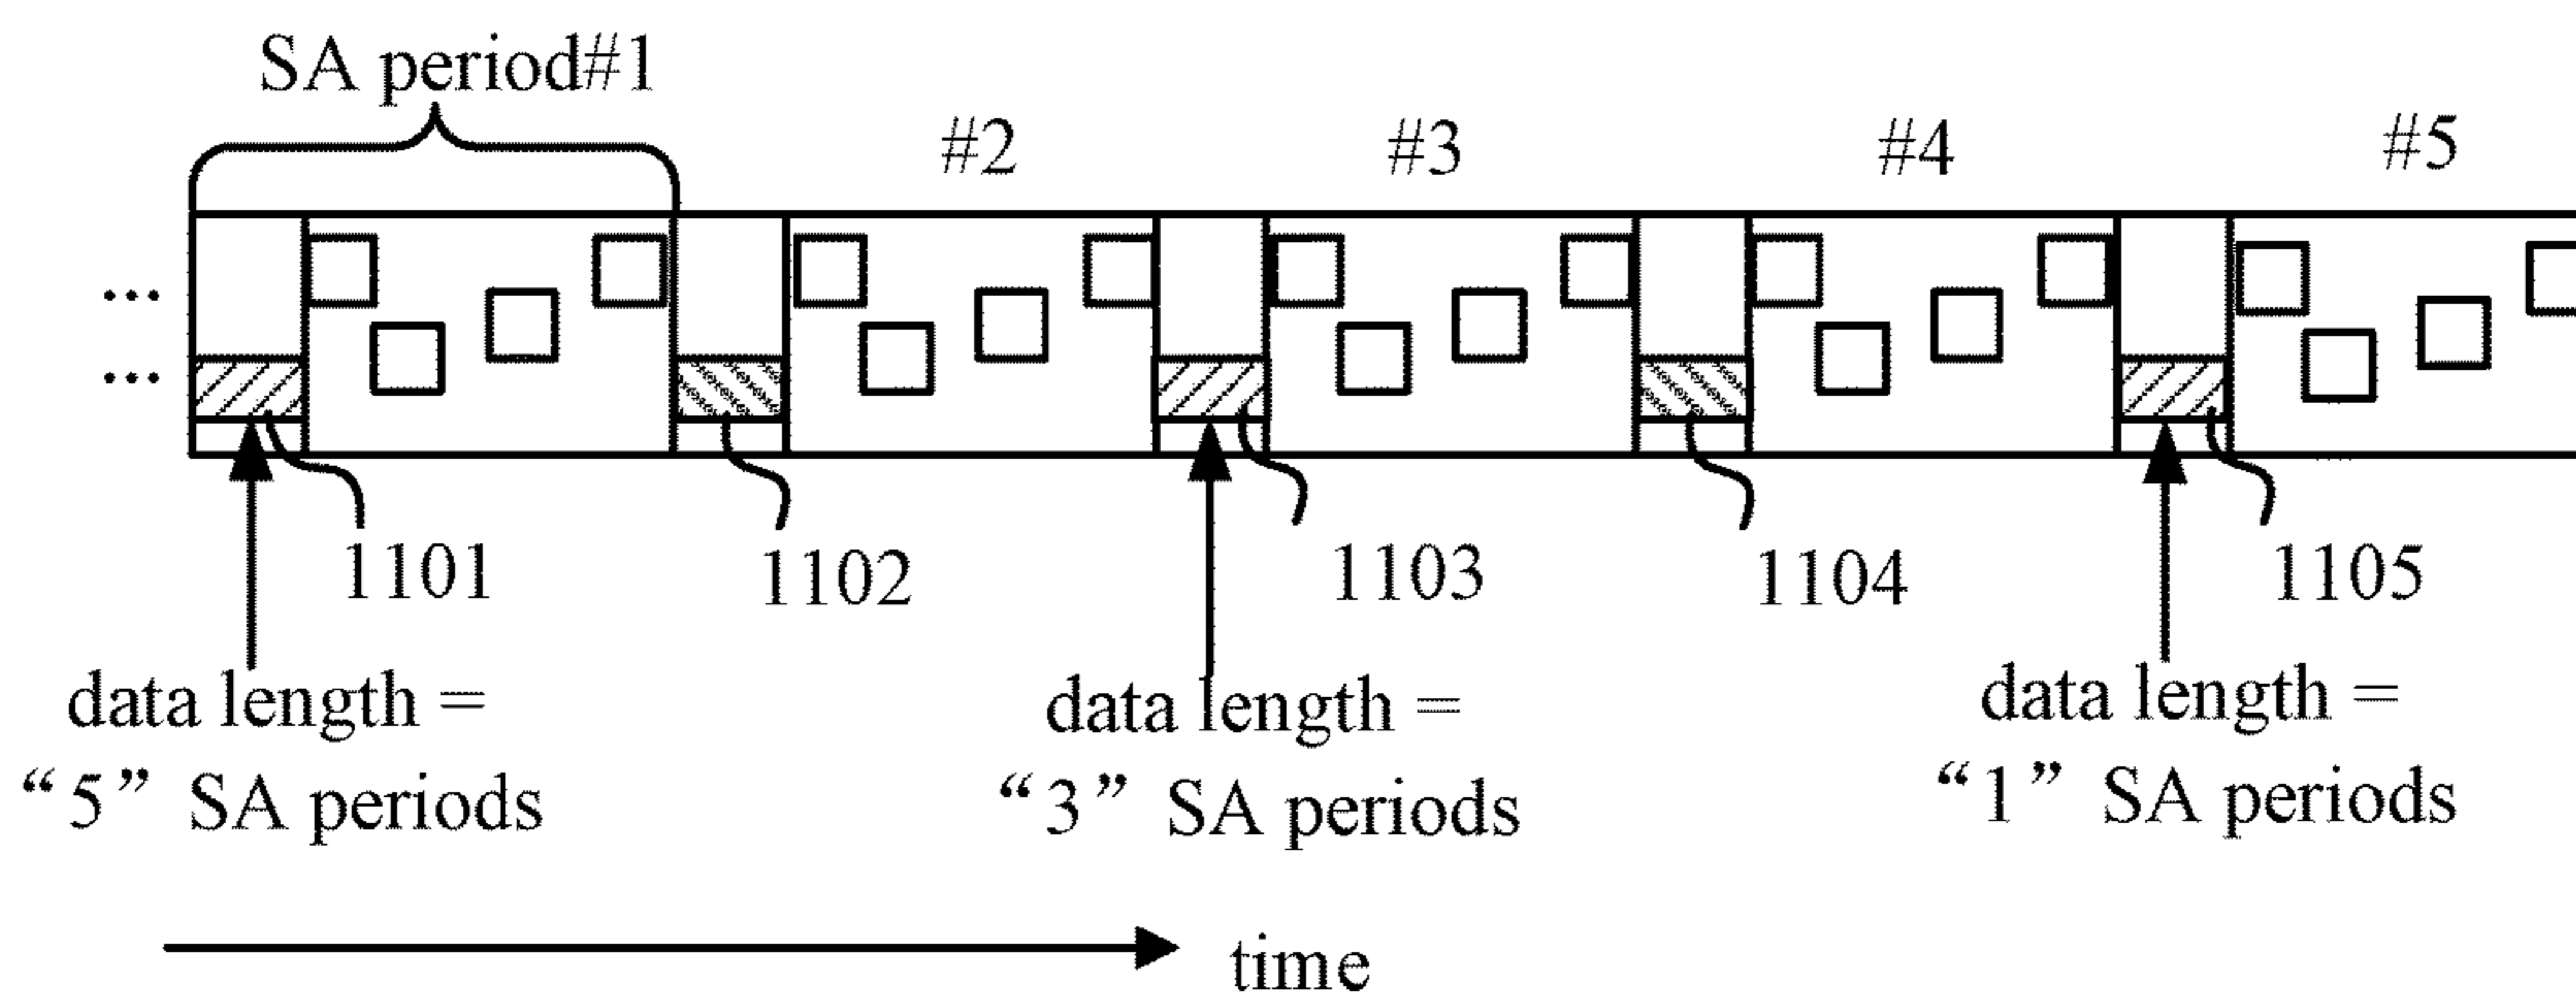 SA period#1
#2
#3
#4
#5
...
...
1101
1102
1103
1104
1105
data length =
“5” SA periods
data length =
“3” SA periods
data length =
“1” SA periods
time